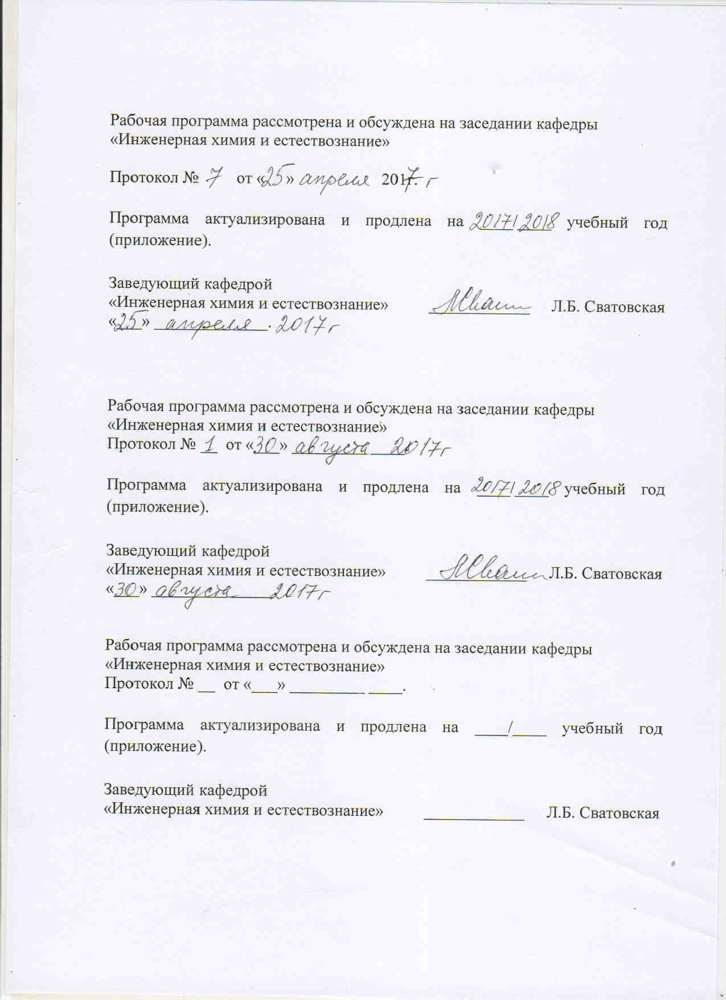 Рабочая программа рассмотрена и обсуждена на заседании кафедры
«Инженерная химия и естествознание»
Протокол № 7 от «25» апреля 2017 г
Программа актуализирована и продлена на 2017/2018 учебный год
(приложение).
Заведующий кафедрой
«Инженерная химия и естествознание» Л.Б. Сватовская
«25» апреля . 2017 г
Рабочая программа рассмотрена и обсуждена на заседании кафедры
«Инженерная химия и естествознание»
Протокол № 1 от «30» августа 2017 г
Программа актуализирована и продлена на 2017/2018 учебный год
(приложение).
Заведующий кафедрой
«Инженерная химия и естествознание» Л.Б. Сватовская
«30» августа 2017 г
Рабочая программа рассмотрена и обсуждена на заседании кафедры
«Инженерная химия и естествознание»
Протокол № __ от «___» _________ ____.
Программа актуализирована и продлена на ____/____ учебный год
(приложение).
Заведующий кафедрой
«Инженерная химия и естествознание» ____________ Л.Б. Сватовская